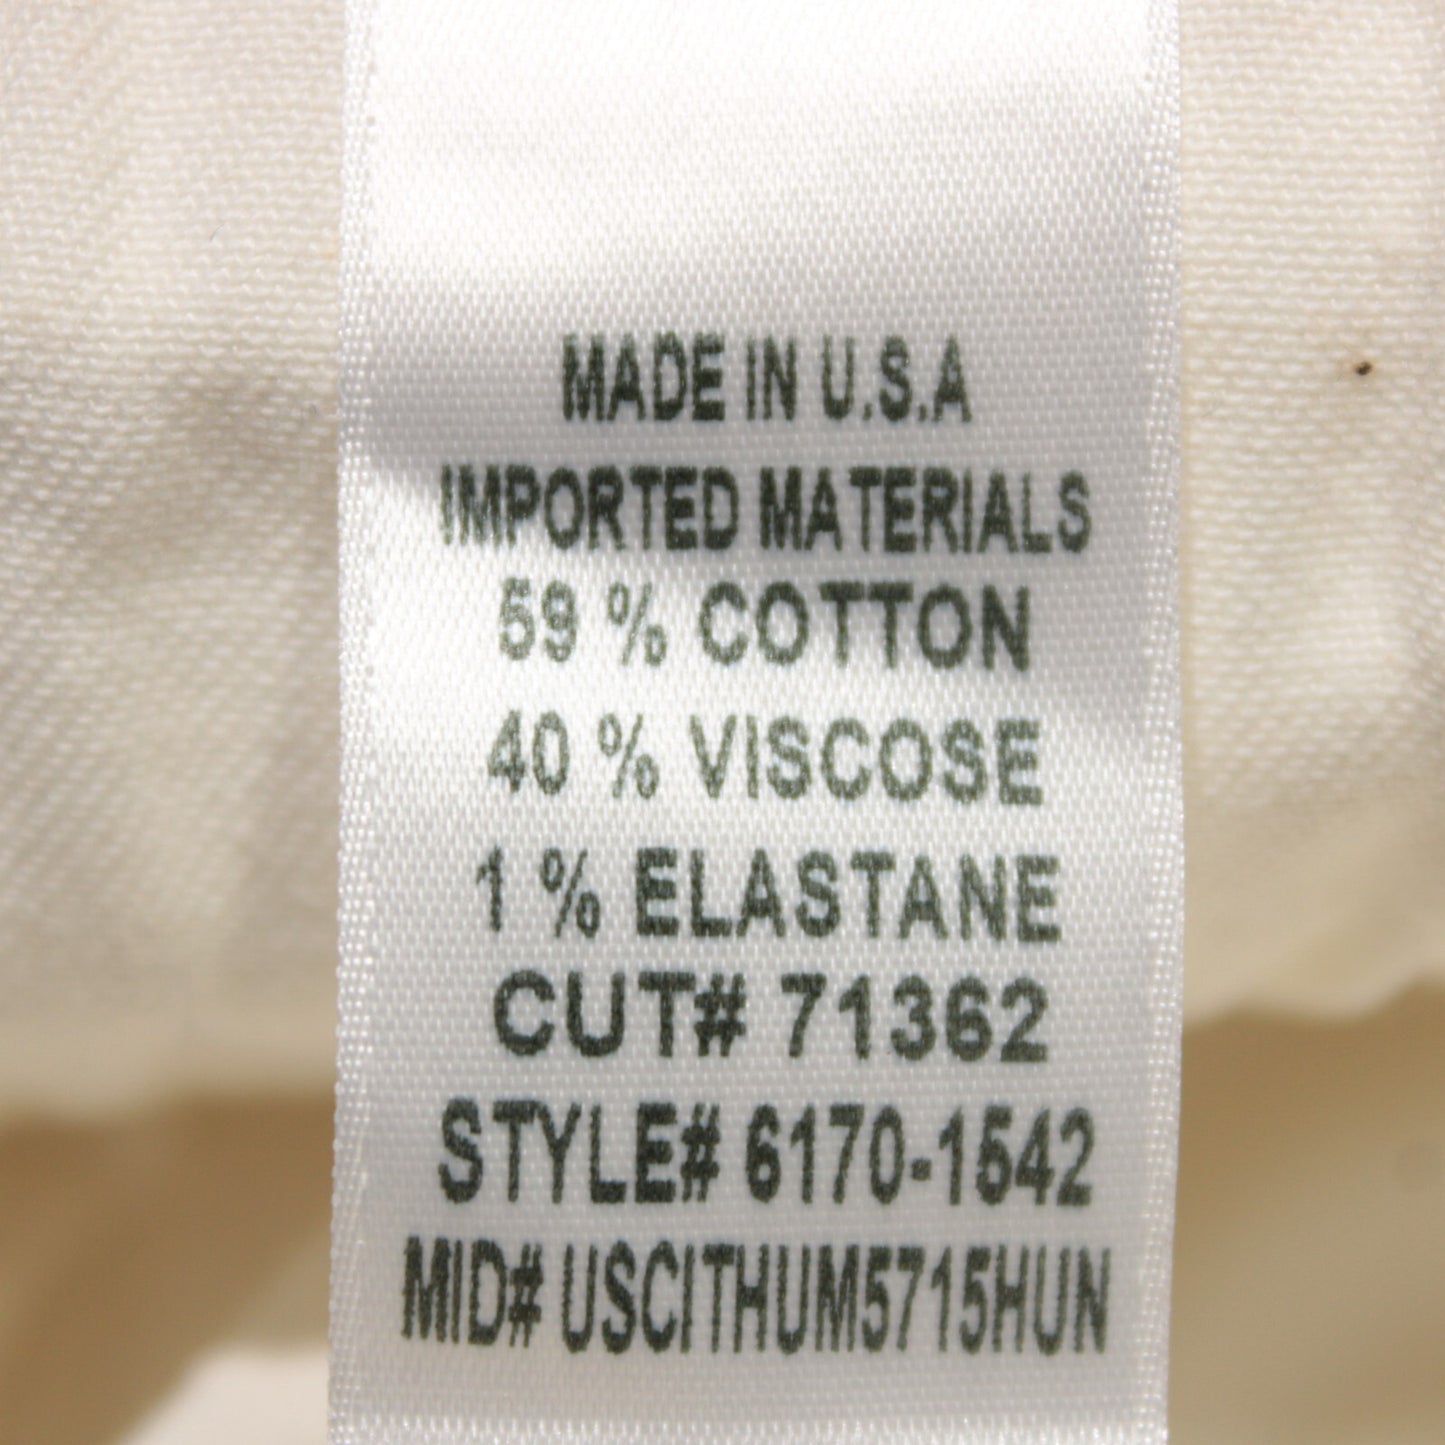 MADE IN U.S.A
IMPORTED MATERIALS
59 % COTTON
40 % VISCOSE
1 % ELASTANE
CUT# 71362
STYLE# 6170-1542
MID# USCITHUM5715HUN